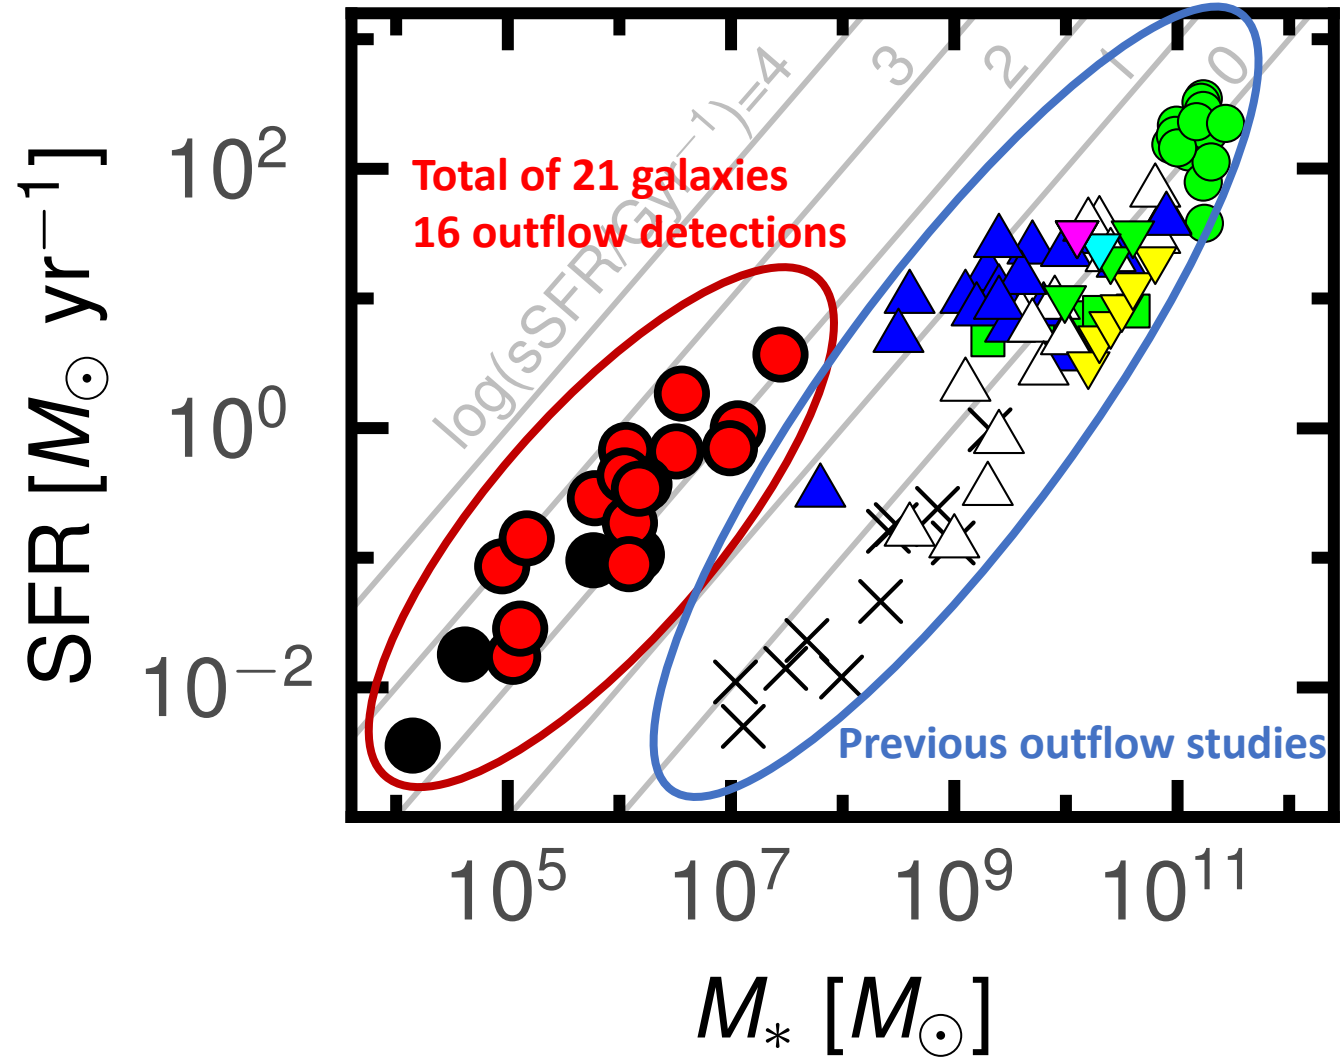 log(sSFR/Gyr⁻¹)=4
3
2
1
0
Total of 21 galaxies
16 outflow detections
Previous outflow studies
10²
10⁰
10⁻²
SFR [M⊙ yr⁻¹]
10⁵
10⁷
10⁹
10¹¹
M* [M⊙]